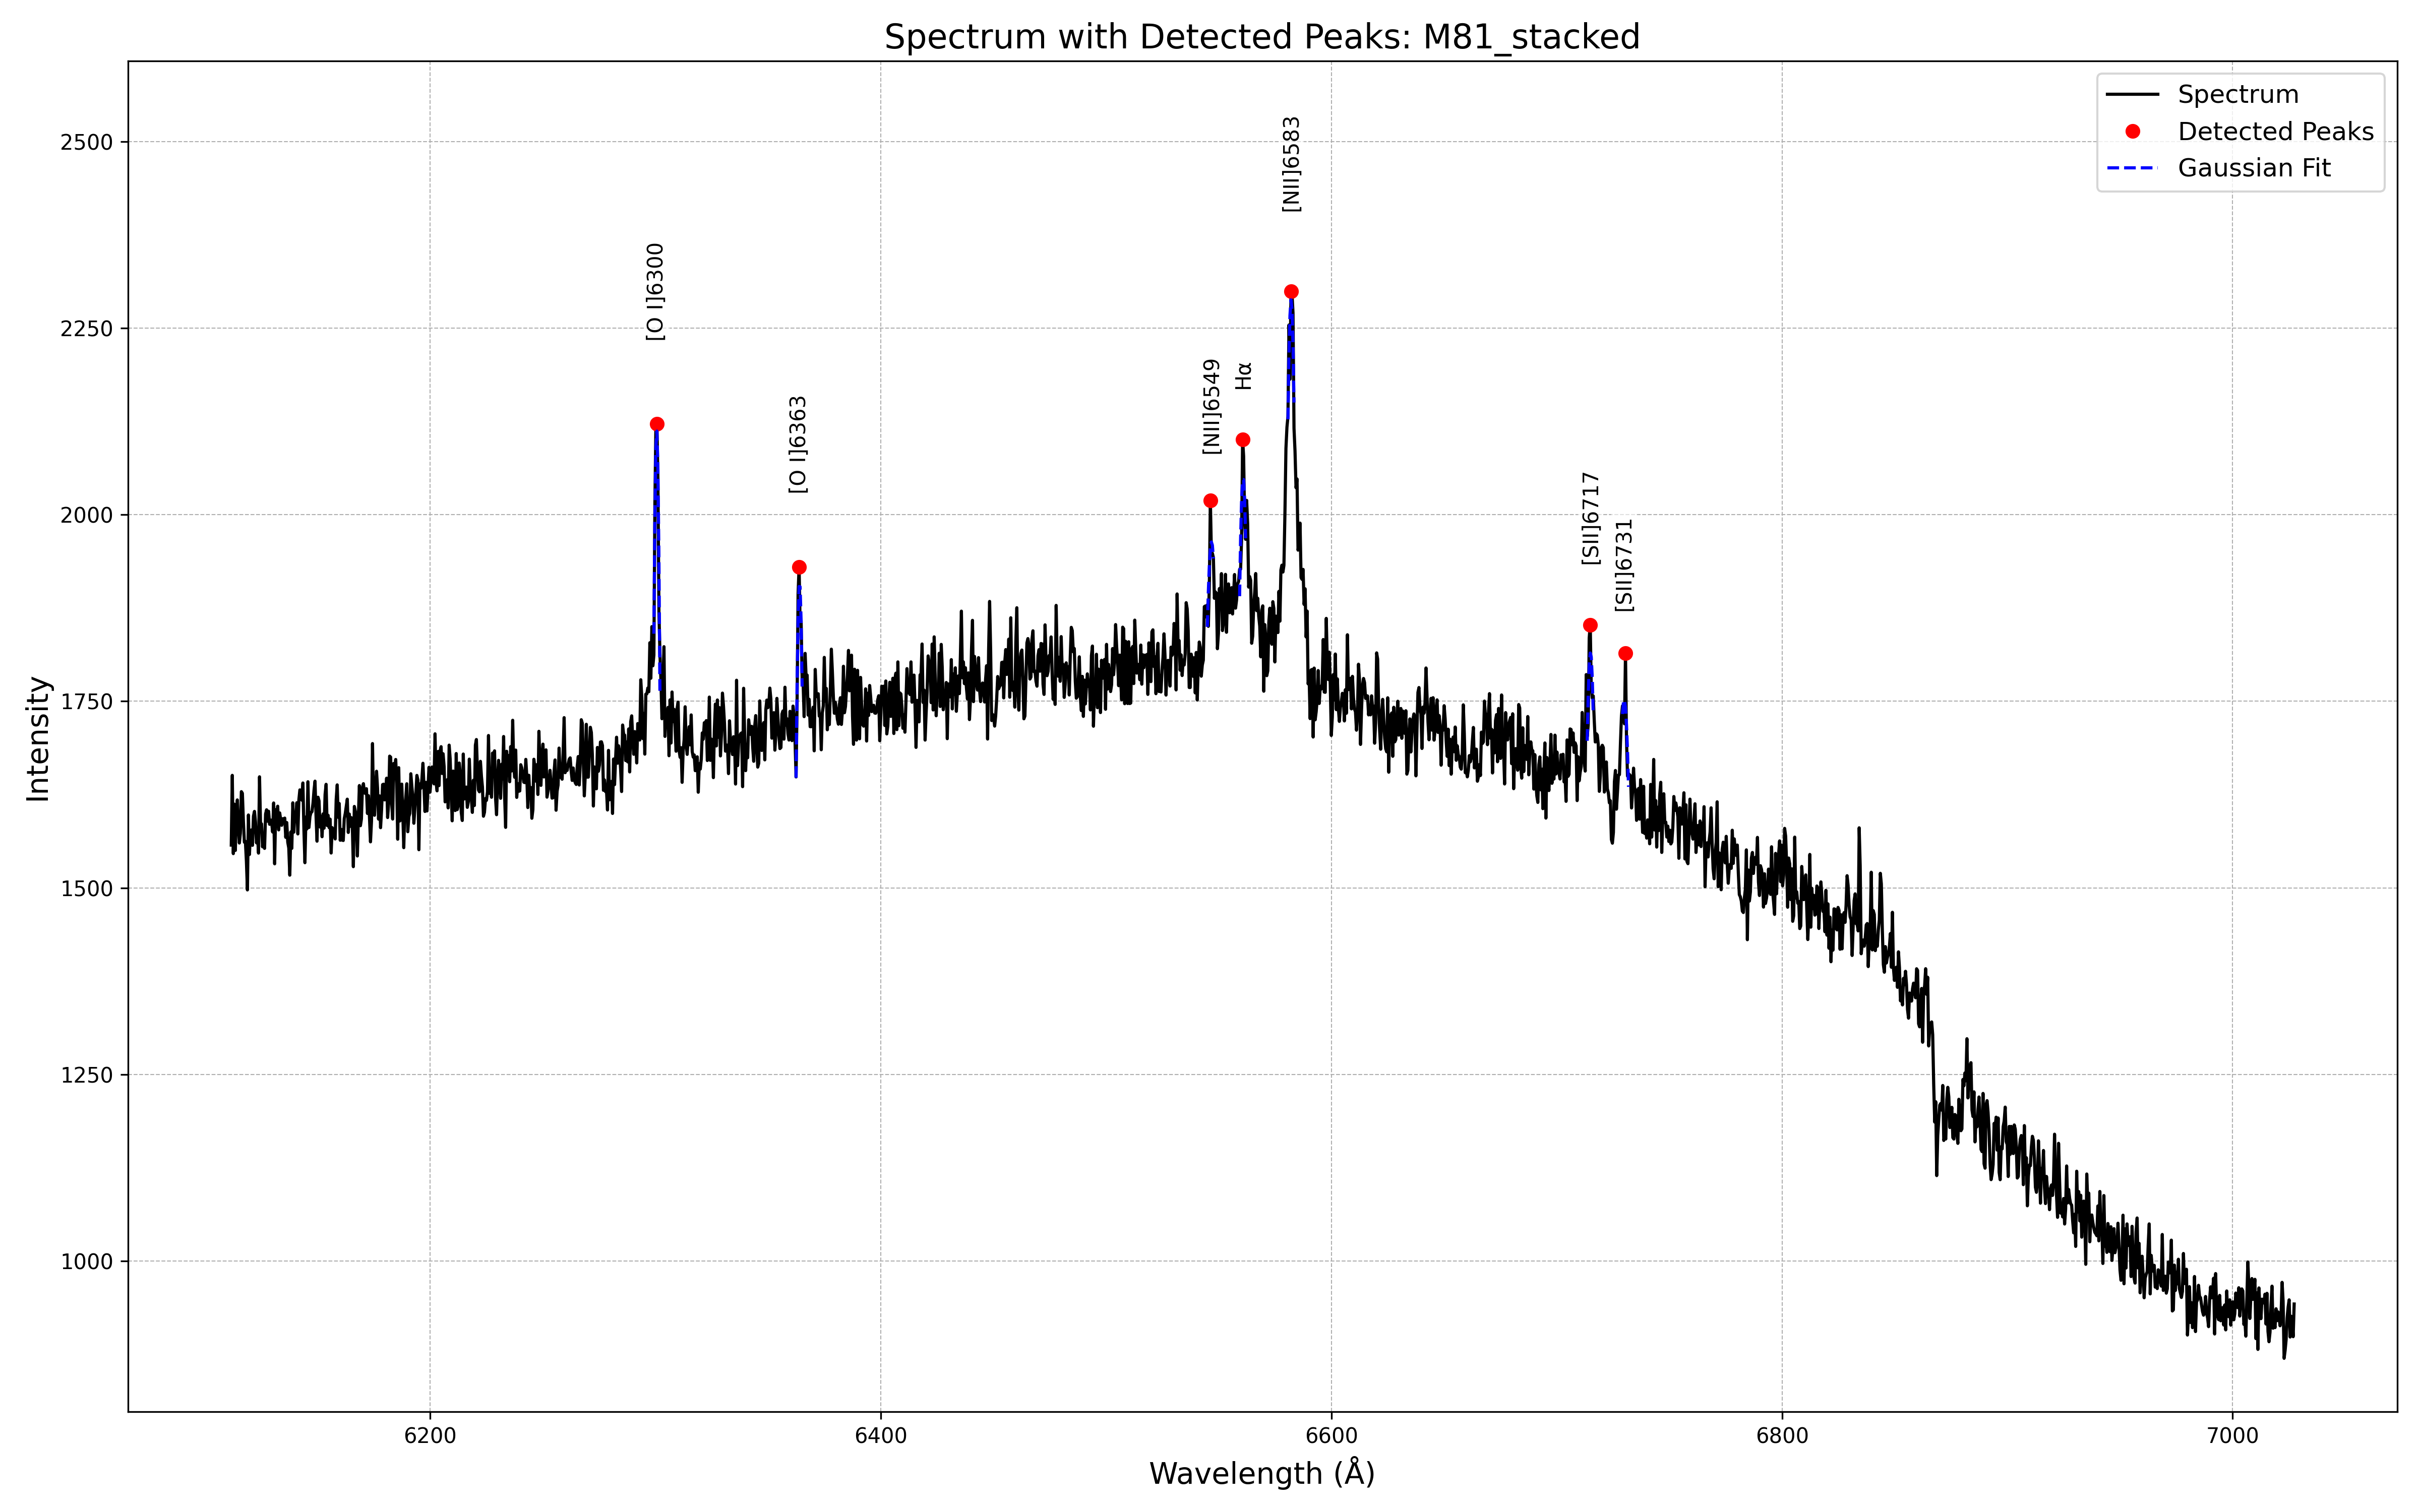 Spectrum with Detected Peaks: M81_stacked
Spectrum
Detected Peaks
Gaussian Fit
[O I]6300
[O I]6363
[NII]6549
Hα
[NII]6583
[SII]6717
[SII]6731
Intensity
2500
2250
2000
1750
1500
1250
1000
6200
6400
6600
6800
7000
Wavelength (Å)